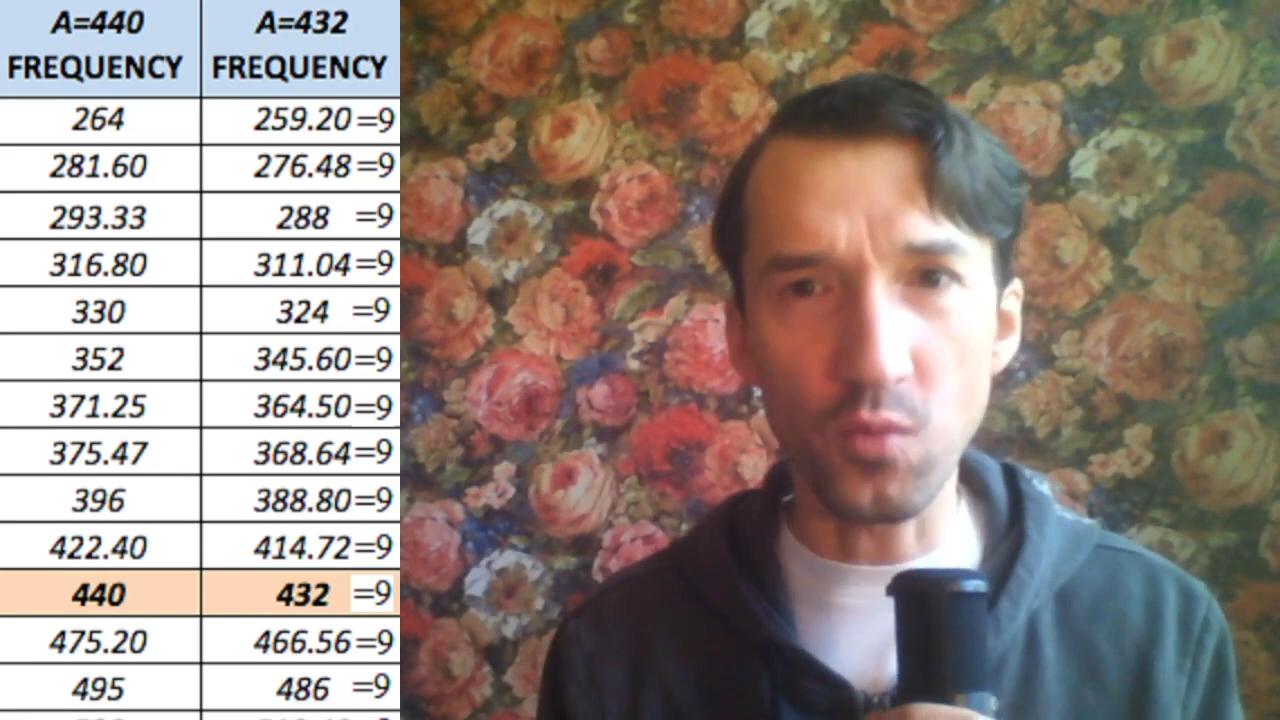 A=440 A=432
FREQUENCY FREQUENCY
264 259.20 =9
281.60 276.48 =9
293.33 288 =9
316.80 311.04 =9
330 324 =9
352 345.60 =9
371.25 364.50 =9
375.47 368.64 =9
396 388.80 =9
422.40 414.72 =9
440 432 =9
475.20 466.56 =9
495 486 =9